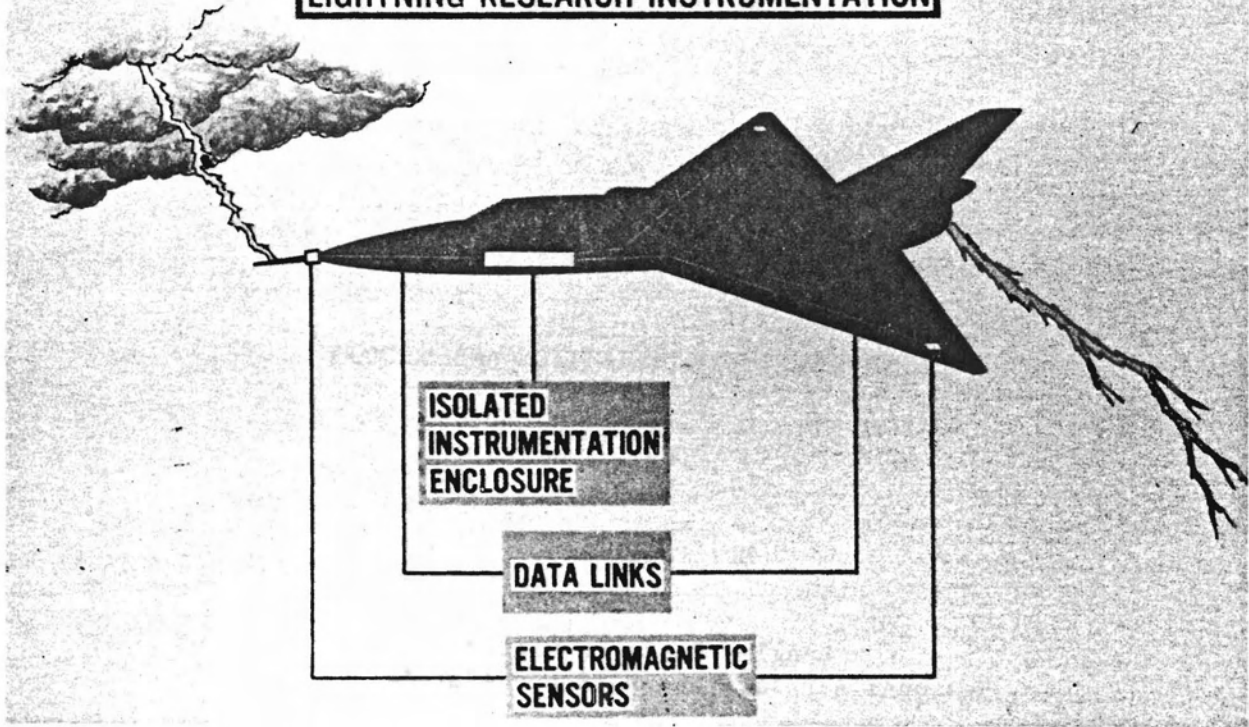 LIGHTNING RESEARCH INSTRUMENTATION
ISOLATED
INSTRUMENTATION
ENCLOSURE
DATA LINKS
ELECTROMAGNETIC
SENSORS